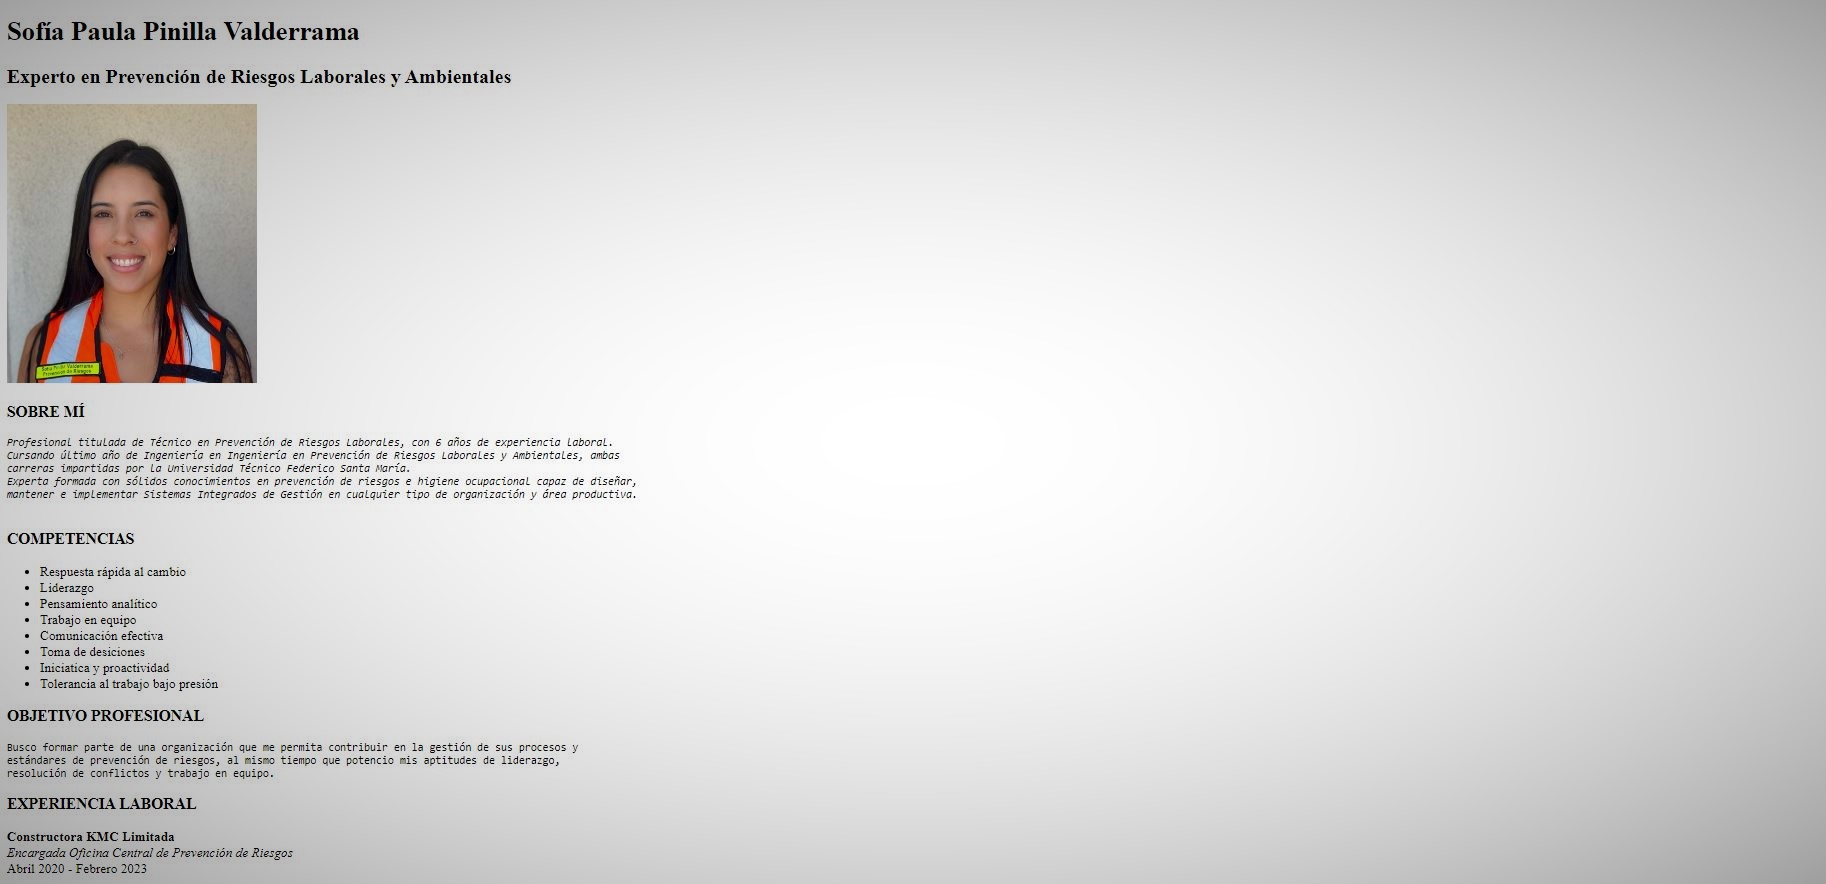 Sofía Paula Pinilla Valderrama
Experto en Prevención de Riesgos Laborales y Ambientales
Sofía Pinilla Valderrama
Prevención de Riesgos
SOBRE MÍ
Profesional titulada de Técnico en Prevención de Riesgos Laborales, con 6 años de experiencia laboral.
Cursando último año de Ingeniería en Ingeniería en Prevención de Riesgos Laborales y Ambientales, ambas
carreras impartidas por la Universidad Técnico Federico Santa María.
Experta formada con sólidos conocimientos en prevención de riesgos e higiene ocupacional capaz de diseñar,
mantener e implementar Sistemas Integrados de Gestión en cualquier tipo de organización y área productiva.
COMPETENCIAS
• Respuesta rápida al cambio
• Liderazgo
• Pensamiento analítico
• Trabajo en equipo
• Comunicación efectiva
• Toma de desiciones
• Iniciatica y proactividad
• Tolerancia al trabajo bajo presión
OBJETIVO PROFESIONAL
Busco formar parte de una organización que me permita contribuir en la gestión de sus procesos y
estándares de prevención de riesgos, al mismo tiempo que potencio mis aptitudes de liderazgo,
resolución de conflictos y trabajo en equipo.
EXPERIENCIA LABORAL
Constructora KMC Limitada
Encargada Oficina Central de Prevención de Riesgos
Abril 2020 - Febrero 2023